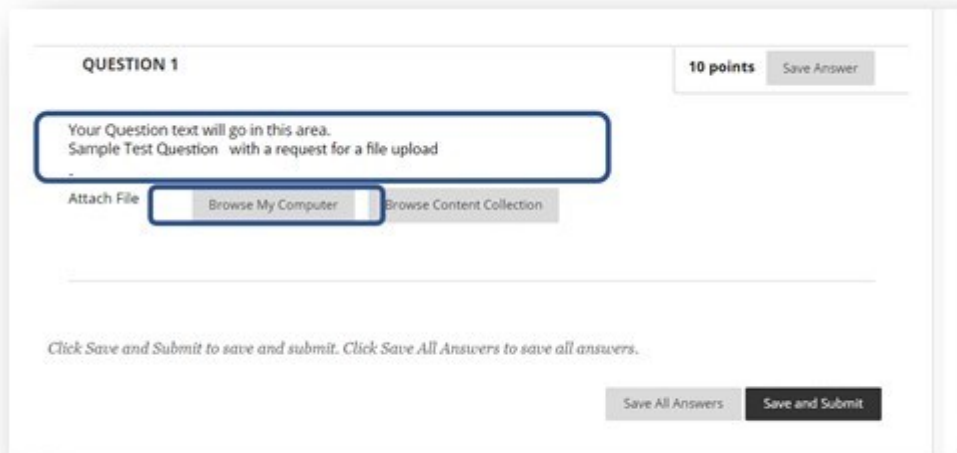 QUESTION 1
10 points
Save Answer
Your Question text will go in this area.
Sample Test Question with a request for a file upload
-
Attach File
Browse My Computer
Browse Content Collection
Click Save and Submit to save and submit. Click Save All Answers to save all answers.
Save All Answers
Save and Submit